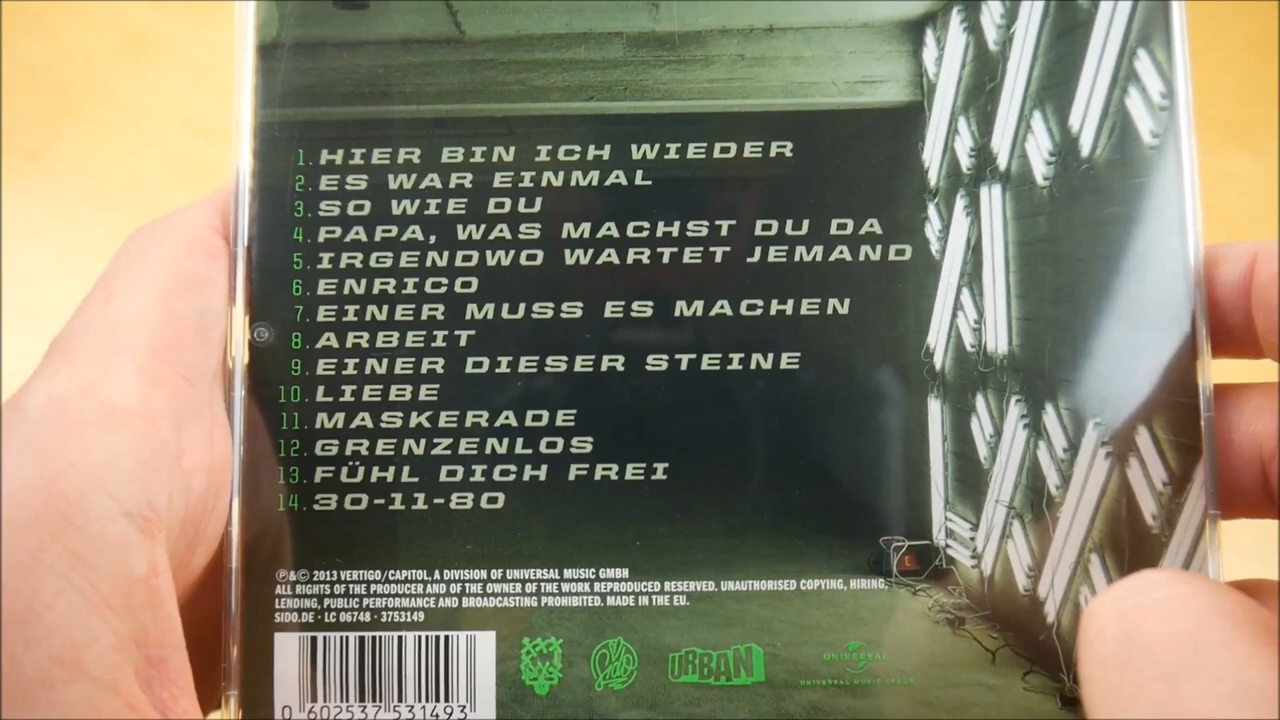 1. HIER BIN ICH WIEDER
2. ES WAR EINMAL
3. SO WIE DU
4. PAPA, WAS MACHST DU DA
5. IRGENDWO WARTET JEMAND
6. ENRICO
7. EINER MUSS ES MACHEN
8. ARBEIT
9. EINER DIESER STEINE
10. LIEBE
11. MASKERADE
12. GRENZENLOS
13. FÜHL DICH FREI
14. 30-11-80
℗&© 2013 VERTIGO/CAPITOL, A DIVISION OF UNIVERSAL MUSIC GMBH
ALL RIGHTS OF THE PRODUCER AND OF THE OWNER OF THE WORK REPRODUCED RESERVED. UNAUTHORISED COPYING, HIRING,
LENDING, PUBLIC PERFORMANCE AND BROADCASTING PROHIBITED. MADE IN THE EU.
SIDO.DE · LC 06748 · 3753149
0 602537 531493
Sido
URBAN
UNIVERSAL
UNIVERSAL MUSIC GROUP